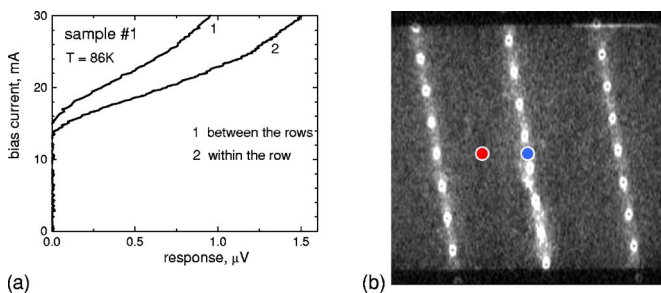 30
20
10
0
bias current, mA
sample #1
T = 86K
1
2
1 between the rows
2 within the row
0.0 0.5 1.0 1.5
response, μV
(a)
(b)